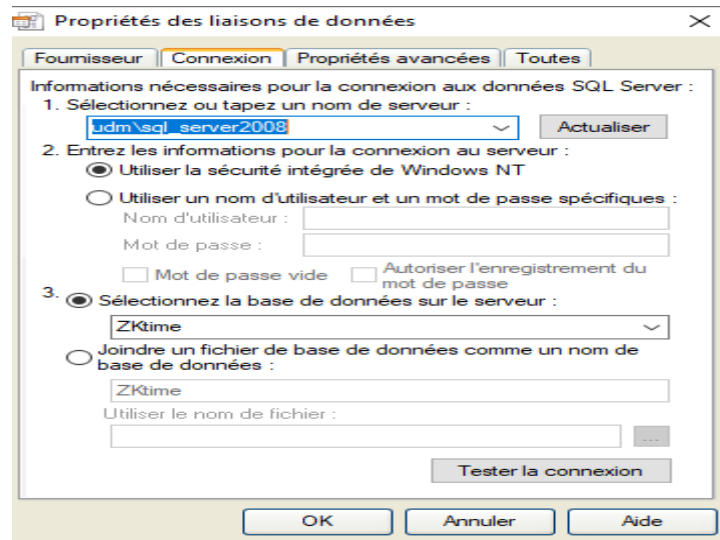 Propriétés des liaisons de données
Fournisseur Connexion Propriétés avancées Toutes
Informations nécessaires pour la connexion aux données SQL Server :
1. Sélectionnez ou tapez un nom de serveur :
udm\sql_server2008 Actualiser
2. Entrez les informations pour la connexion au serveur :
Utiliser la sécurité intégrée de Windows NT
Utiliser un nom d'utilisateur et un mot de passe spécifiques :
Nom d'utilisateur :
Mot de passe :
Mot de passe vide Autoriser l'enregistrement du
mot de passe
3. Sélectionnez la base de données sur le serveur :
ZKtime
Joindre un fichier de base de données comme un nom de
base de données :
ZKtime
Utiliser le nom de fichier :
...
Tester la connexion
OK Annuler Aide